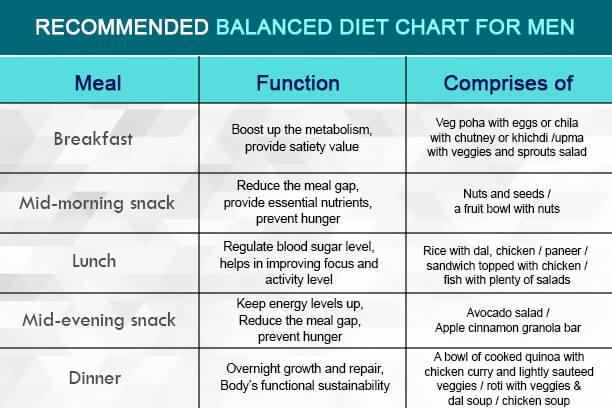 RECOMMENDED BALANCED DIET CHART FOR MEN
Meal
Function
Comprises of
Breakfast
Boost up the metabolism,
provide satiety value
Veg poha with eggs or chila
with chutney or khichdi /upma
with veggies and sprouts salad
Mid-morning snack
Reduce the meal gap,
provide essential nutrients,
prevent hunger
Nuts and seeds /
a fruit bowl with nuts
Lunch
Regulate blood sugar level,
helps in improving focus and
activity level
Rice with dal, chicken / paneer /
sandwich topped with chicken /
fish with plenty of salads
Mid-evening snack
Keep energy levels up,
Reduce the meal gap,
prevent hunger
Avocado salad /
Apple cinnamon granola bar
Dinner
Overnight growth and repair,
Body's functional sustainability
A bowl of cooked quinoa with
chicken curry and lightly sauteed
veggies / roti with veggies &
dal soup / chicken soup